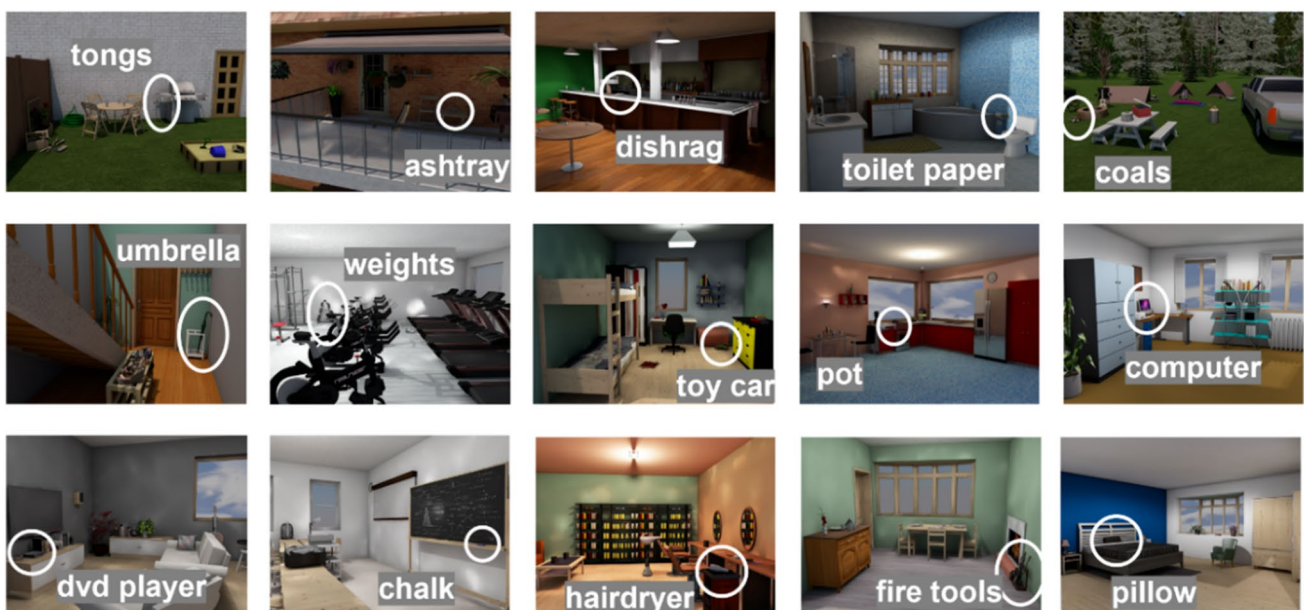 tongs
ashtray
dishrag
toilet paper
coals
umbrella
weights
toy car
pot
computer
dvd player
chalk
hairdryer
fire tools
pillow